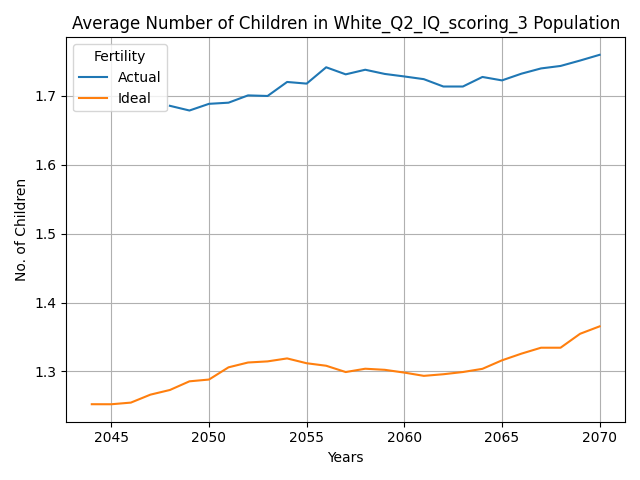 Average Number of Children in White_Q2_IQ_scoring_3 Population
Fertility
Actual
Ideal
No. of Children
1.7
1.6
1.5
1.4
1.3
2045 2050 2055 2060 2065 2070
Years